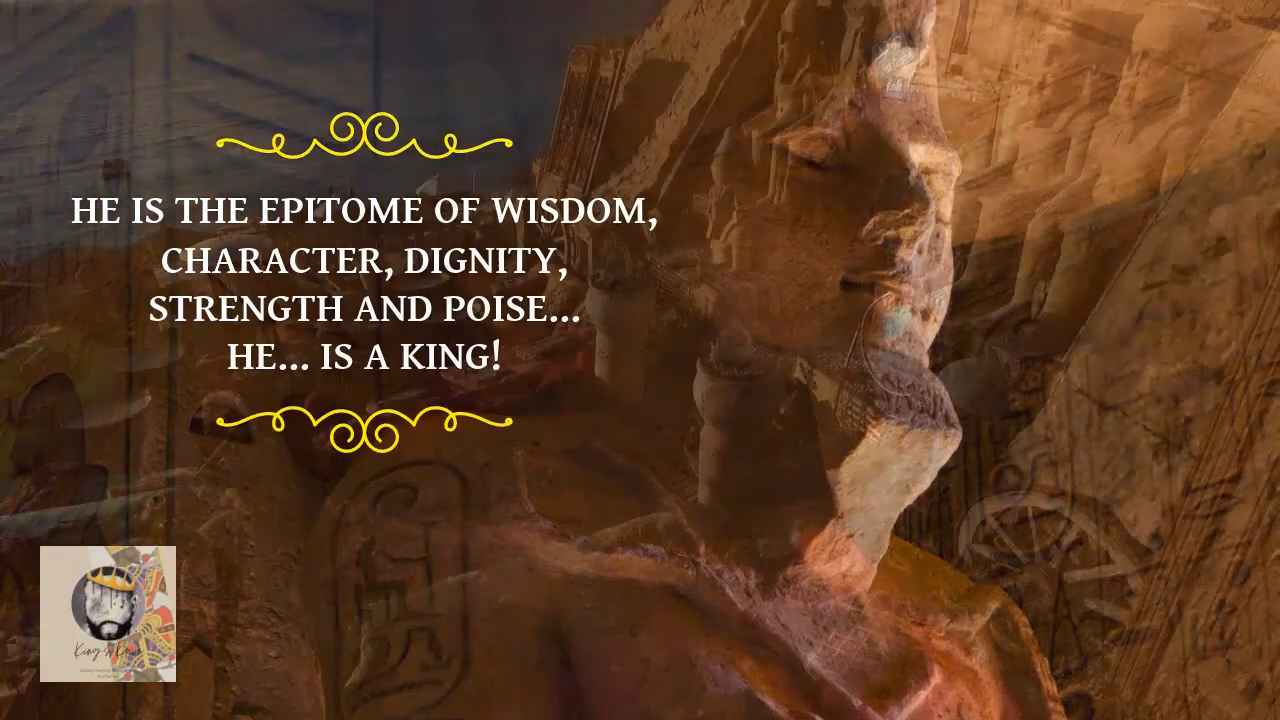 HE IS THE EPITOME OF WISDOM,
CHARACTER, DIGNITY,
STRENGTH AND POISE...
HE... IS A KING!